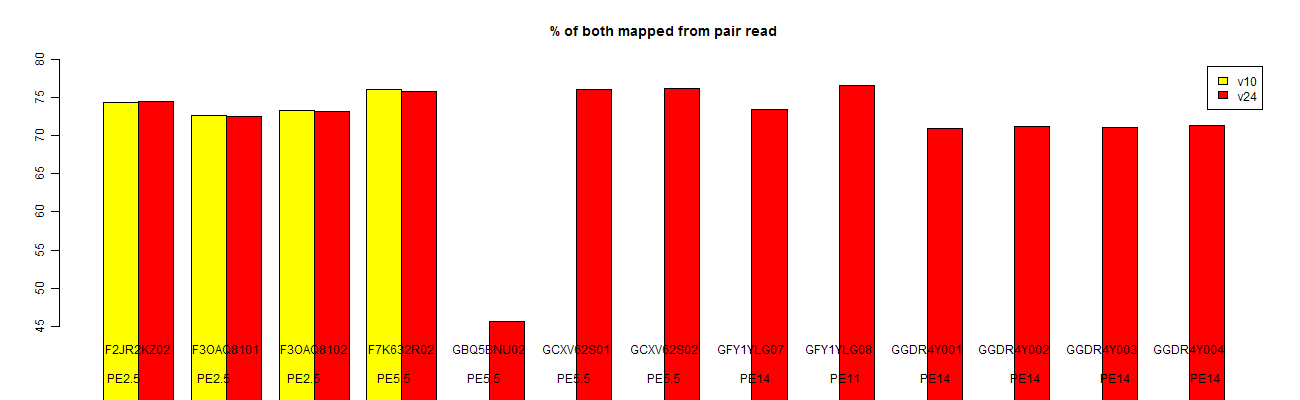 % of both mapped from pair read
80
75
70
65
60
55
50
45
v10
v24
F2JR2KZ02 F3OAQ8101 F3OAQ8102 F7K632R02 GBQ5BNU02 GCXV62S01 GCXV62S02 GFY1YLG07 GFY1YLG08 GGDR4Y001 GGDR4Y002 GGDR4Y003 GGDR4Y004
PE2.5 PE2.5 PE2.5 PE5.5 PE5.5 PE5.5 PE5.5 PE14 PE11 PE14 PE14 PE14 PE14